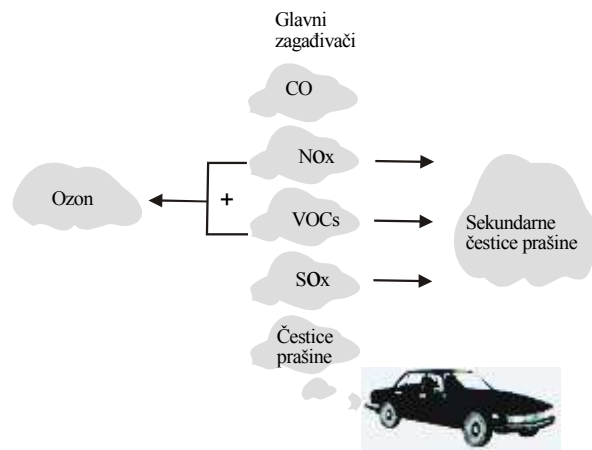 Glavni
zagađivači
CO
NOx
Ozon
+
VOCs
Sekundarne
čestice prašine
SOx
Čestice
prašine